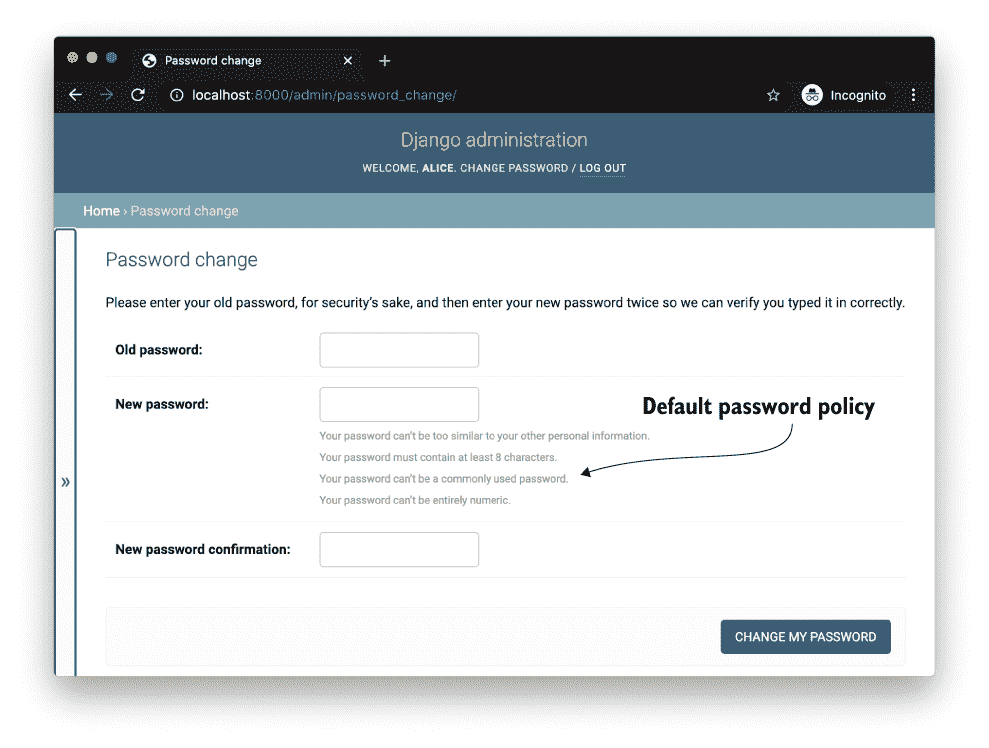 Password change
localhost:8000/admin/password_change/
Incognito
Django administration
WELCOME, ALICE. CHANGE PASSWORD / LOG OUT
Home › Password change
Password change
Please enter your old password, for security’s sake, and then enter your new password twice so we can verify you typed it in correctly.
Old password:
New password:
Default password policy
Your password can’t be too similar to your other personal information.
Your password must contain at least 8 characters.
Your password can’t be a commonly used password.
Your password can’t be entirely numeric.
»
New password confirmation:
CHANGE MY PASSWORD